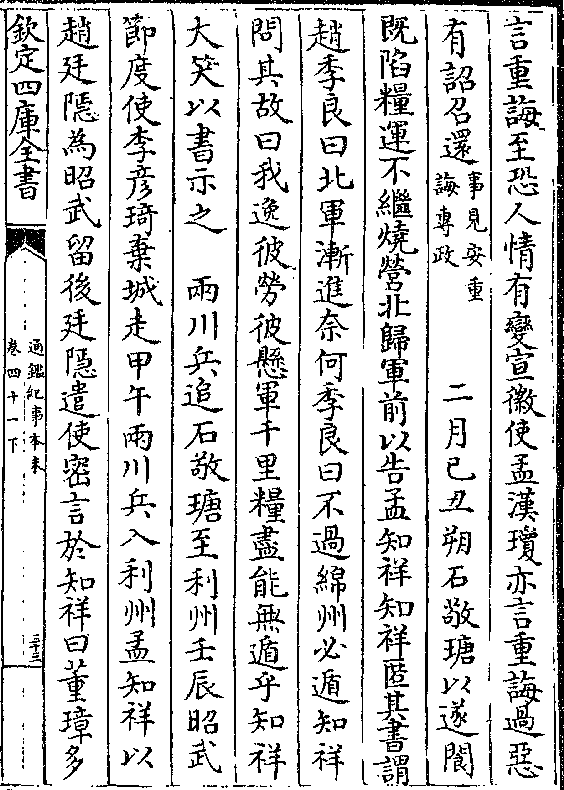 言重誨至恐人情有變宣徽使孟漢瓊亦言重誨過惡
有詔召還事見安重誨專政　二月己丑朔石敬瑭以遂閬
既陷糧運不繼燒營北歸軍前以告孟知祥知祥匿其書謂
趙季良曰北軍漸進奈何季良曰不過綿州必遁知祥
問其故曰我逸彼勞彼懸軍千里糧盡能無遁乎知祥
大笑以書示之　兩川兵追石敬瑭至利州壬辰昭武
節度使李彥琦棄城走甲午兩川兵入利州孟知祥以
趙廷隱為昭武留後廷隱遣使密言於知祥曰董璋多
欽定四庫全書
通鑑紀事本末
卷四十一下
三十三